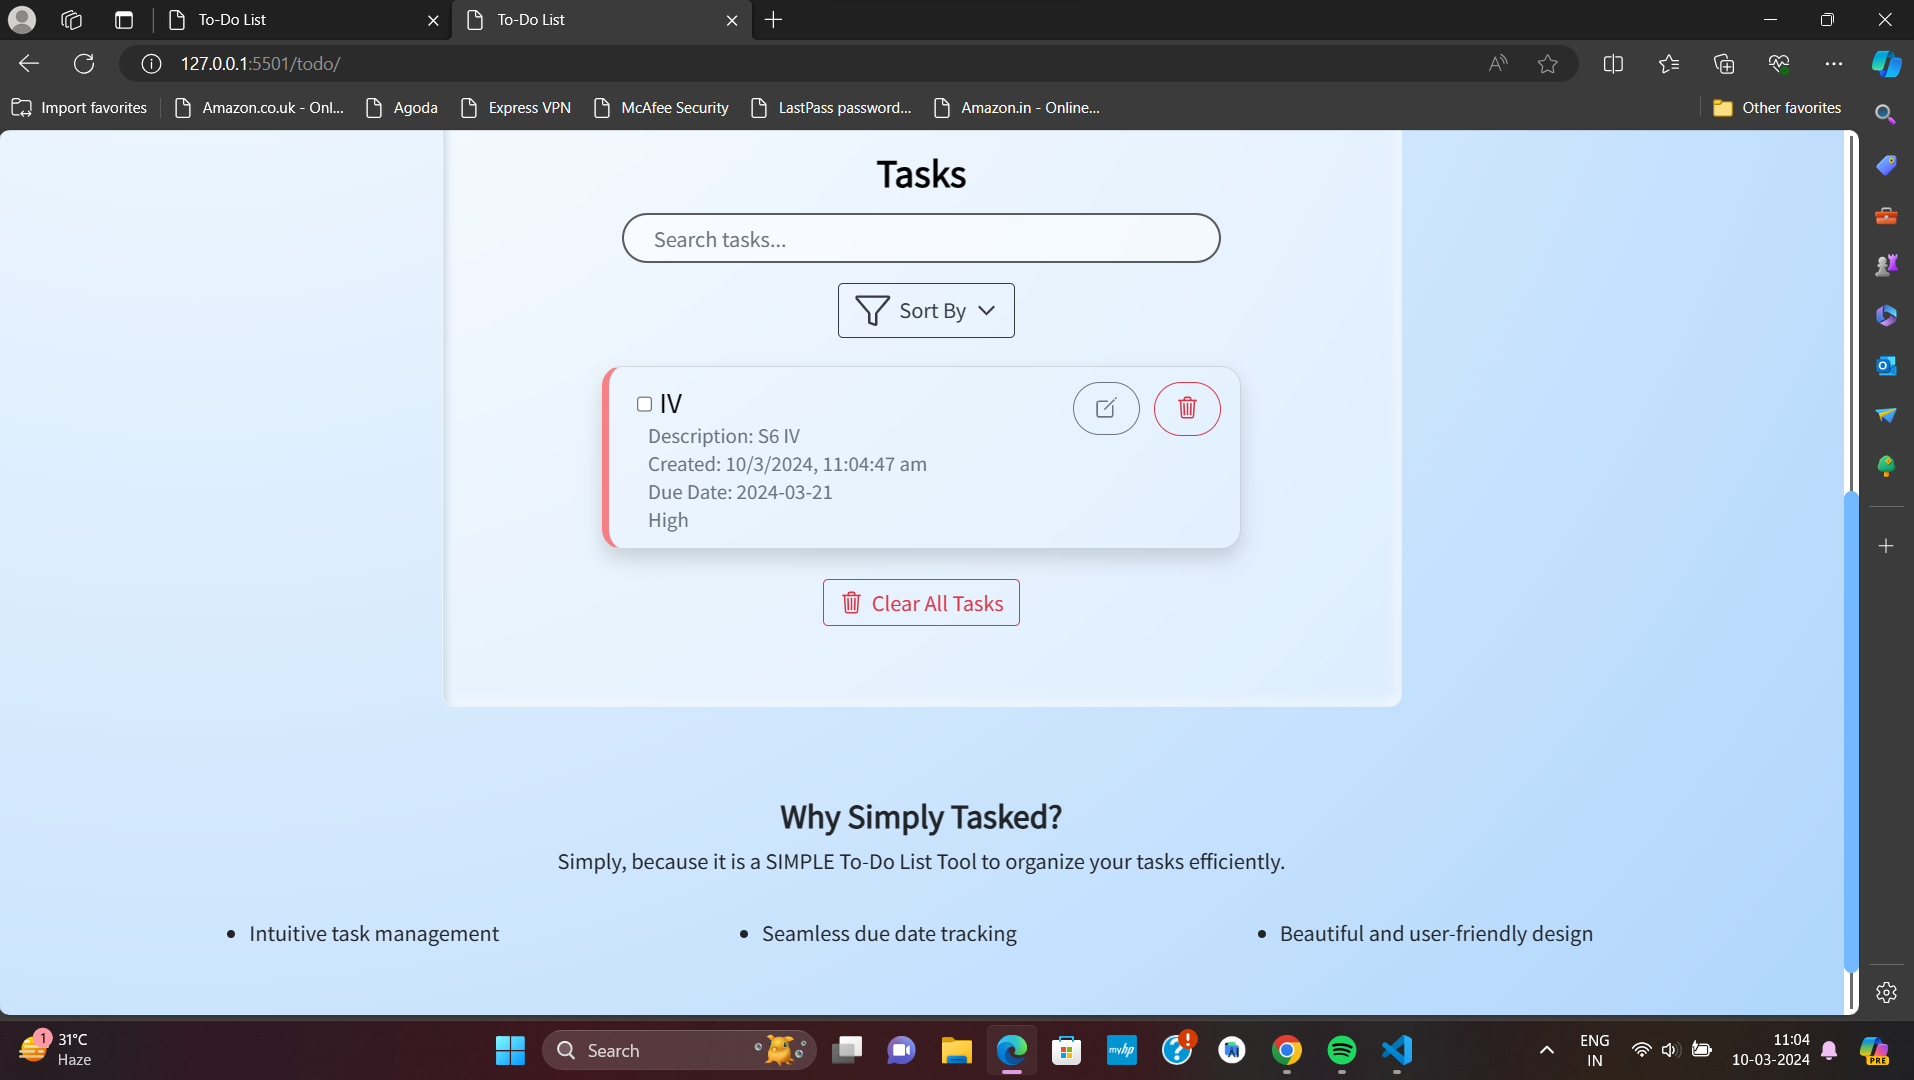 To-Do List
To-Do List
127.0.0.1:5501/todo/
Import favorites
Amazon.co.uk - Onl...
Agoda
Express VPN
McAfee Security
LastPass password...
Amazon.in - Online...
Other favorites
Tasks
Search tasks...
Sort By
IV
Description: S6 IV
Created: 10/3/2024, 11:04:47 am
Due Date: 2024-03-21
High
Clear All Tasks
Why Simply Tasked?
Simply, because it is a SIMPLE To-Do List Tool to organize your tasks efficiently.
Intuitive task management
Seamless due date tracking
Beautiful and user-friendly design
1
31°C
Haze
Search
myhp
ENG
IN
11:04
10-03-2024
PRE